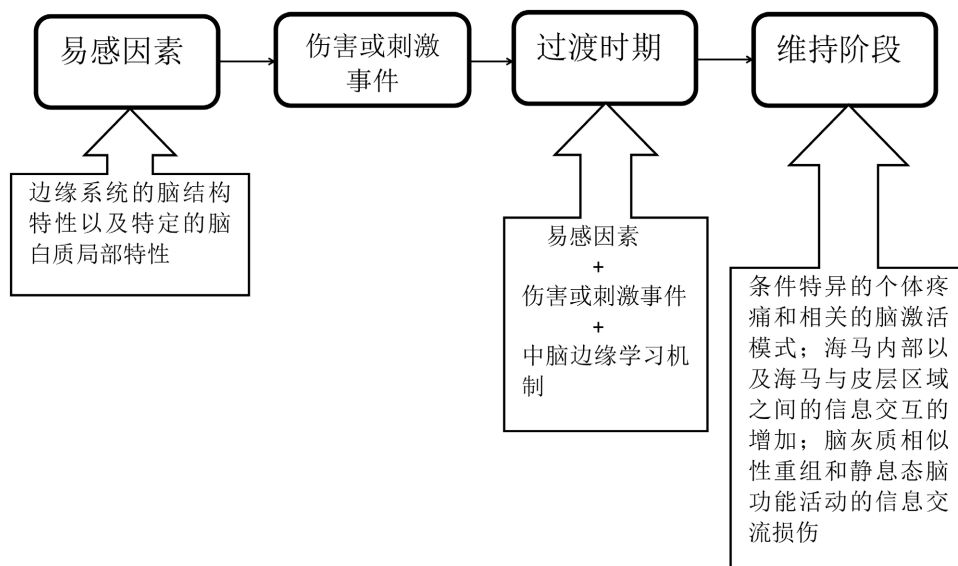 易感因素
伤害或刺激
事件
过渡时期
维持阶段
边缘系统的脑结构
特性以及特定的脑
白质局部特性
易感因素
+
伤害或刺激事件
+
中脑边缘学习机
制
条件特异的个体疼
痛和相关的脑激活
模式；海马内部以
及海马与皮层区域
之间的信息交互的
增加；脑灰质相似
性重组和静息态脑
功能活动的信息交
流损伤